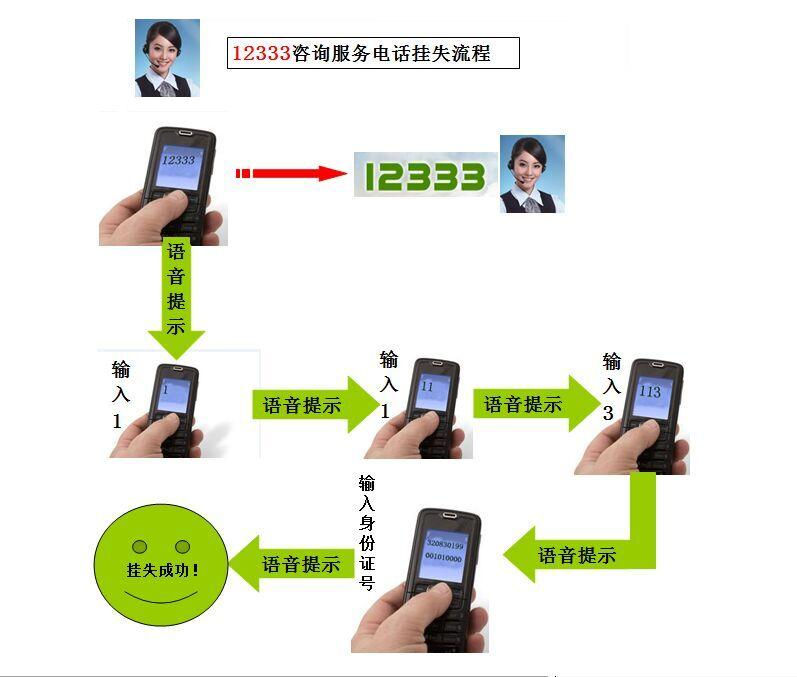 12333咨询服务电话挂失流程
12333
12333
语音提示
输入1
1
语音提示
输入1
11
语音提示
输入3
113
语音提示
输入身份证号
320830199
001010000
语音提示
挂失成功！